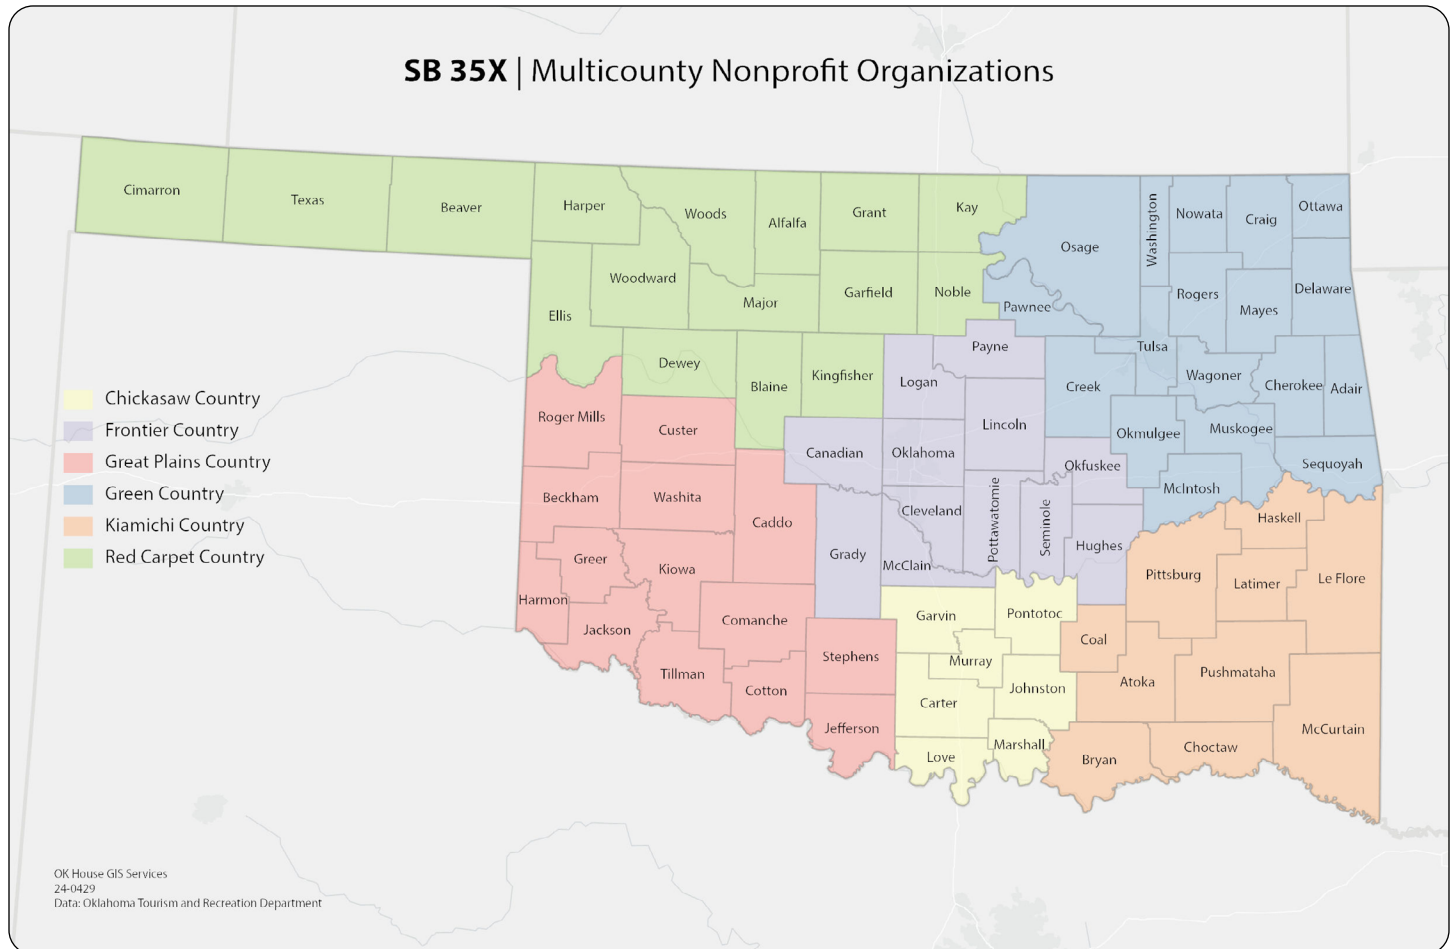 SB 35X | Multicounty Nonprofit Organizations
Cimarron
Texas
Beaver
Harper
Woods
Alfalfa
Grant
Kay
Osage
Washington
Nowata
Craig
Ottawa
Woodward
Ellis
Major
Garfield
Noble
Pawnee
Rogers
Mayes
Delaware
Dewey
Blaine
Kingfisher
Logan
Payne
Creek
Tulsa
Wagoner
Cherokee
Adair
Chickasaw Country
Frontier Country
Great Plains Country
Green Country
Kiamichi Country
Red Carpet Country
Roger Mills
Custer
Canadian
Oklahoma
Lincoln
Okfuskee
Okmulgee
Muskogee
Sequoyah
McIntosh
Beckham
Washita
Caddo
Grady
Cleveland
McClain
Pottawatomie
Seminole
Hughes
Haskell
Pittsburg
Latimer
Le Flore
Greer
Kiowa
Harmon
Jackson
Comanche
Tillman
Cotton
Stephens
Jefferson
Garvin
Pontotoc
Murray
Coal
Carter
Johnston
Atoka
Pushmataha
Love
Marshall
Bryan
Choctaw
McCurtain
OK House GIS Services
24-0429
Data: Oklahoma Tourism and Recreation Department